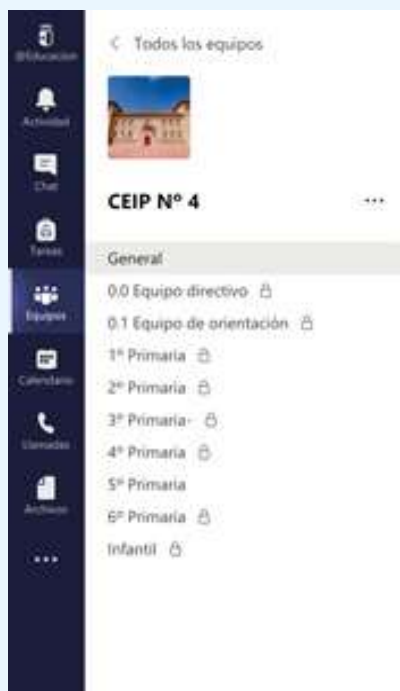 @Educacion
Actividad
Chat
Tareas
Equipos
Calendario
Llamadas
Archivos
...
< Todos los equipos
CEIP Nº 4 ...
General
0.0 Equipo directivo
0.1 Equipo de orientación
1º Primaria
2º Primaria
3º Primaria-
4º Primaria
5º Primaria
6º Primaria
Infantil